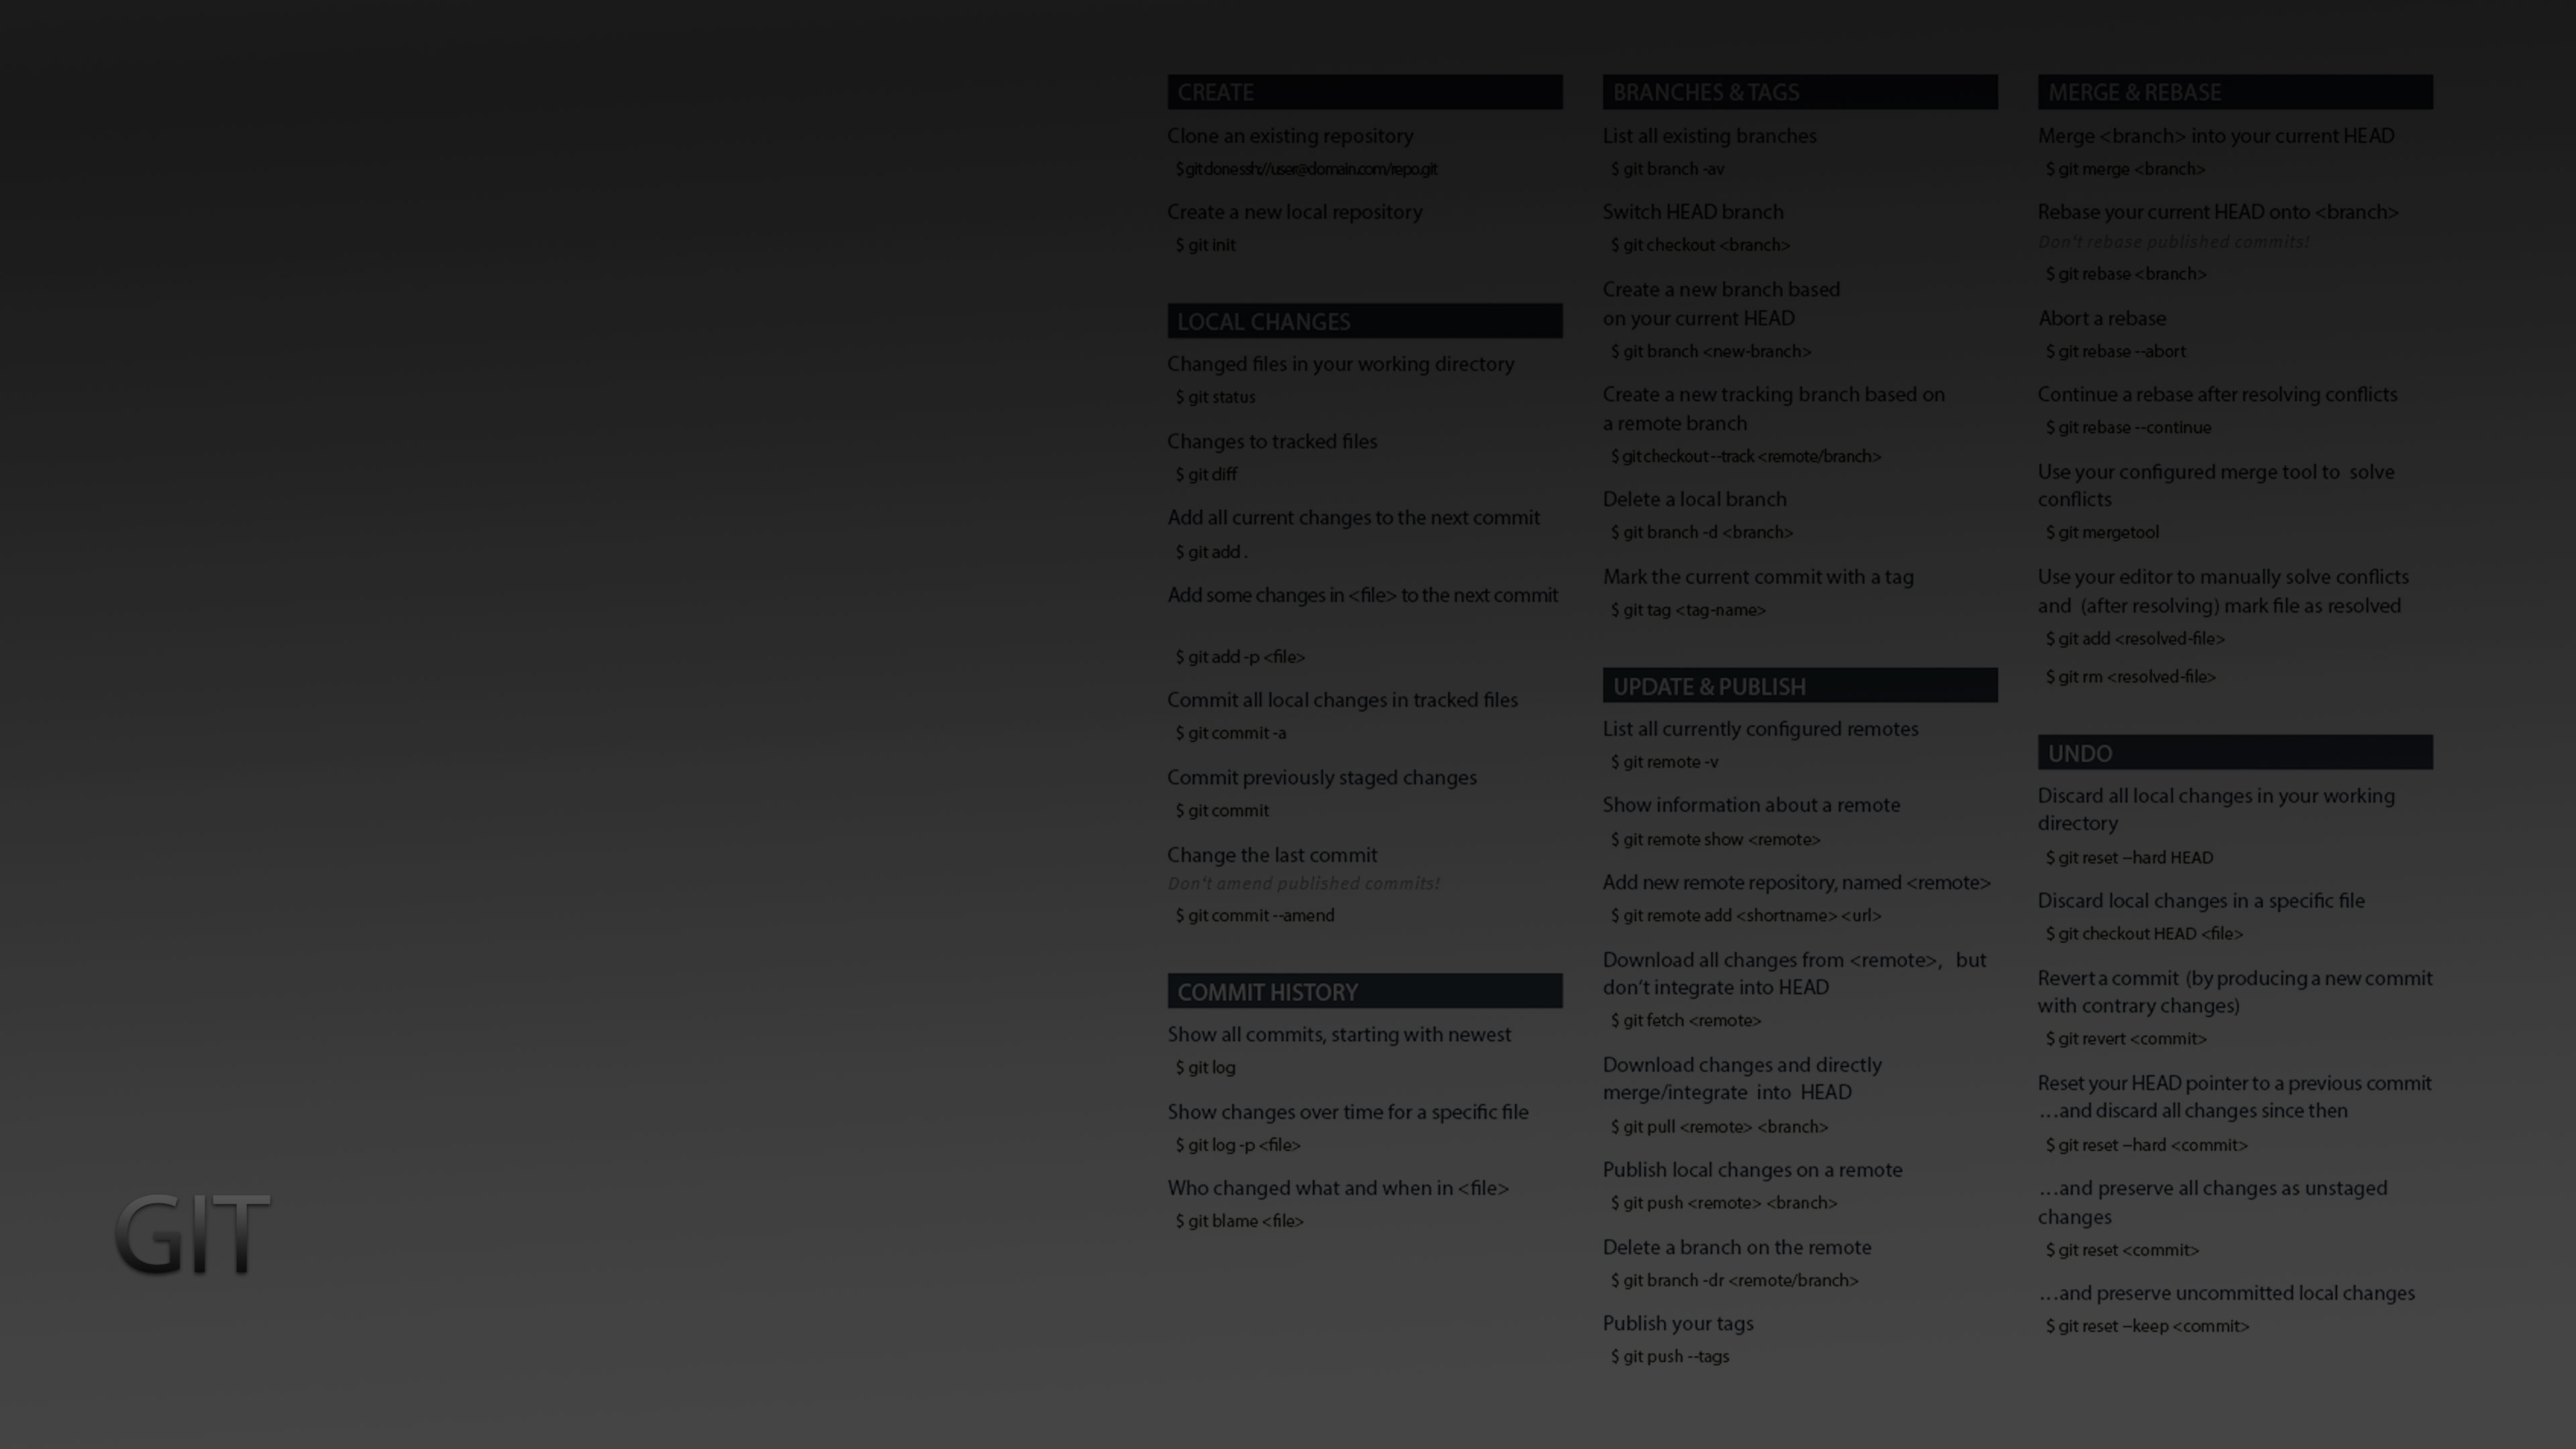 CREATE
Clone an existing repository
$ git clone ssh://user@domain.com/repo.git
Create a new local repository
$ git init
LOCAL CHANGES
Changed files in your working directory
$ git status
Changes to tracked files
$ git diff
Add all current changes to the next commit
$ git add .
Add some changes in <file> to the next commit
$ git add -p <file>
Commit all local changes in tracked files
$ git commit -a
Commit previously staged changes
$ git commit
Change the last commit
Don't amend published commits!
$ git commit --amend
COMMIT HISTORY
Show all commits, starting with newest
$ git log
Show changes over time for a specific file
$ git log -p <file>
Who changed what and when in <file>
$ git blame <file>
BRANCHES & TAGS
List all existing branches
$ git branch -av
Switch HEAD branch
$ git checkout <branch>
Create a new branch based
on your current HEAD
$ git branch <new-branch>
Create a new tracking branch based on
a remote branch
$ git checkout --track <remote/branch>
Delete a local branch
$ git branch -d <branch>
Mark the current commit with a tag
$ git tag <tag-name>
UPDATE & PUBLISH
List all currently configured remotes
$ git remote -v
Show information about a remote
$ git remote show <remote>
Add new remote repository, named <remote>
$ git remote add <shortname> <url>
Download all changes from <remote>, but
don't integrate into HEAD
$ git fetch <remote>
Download changes and directly
merge/integrate into HEAD
$ git pull <remote> <branch>
Publish local changes on a remote
$ git push <remote> <branch>
Delete a branch on the remote
$ git branch -dr <remote/branch>
Publish your tags
$ git push --tags
MERGE & REBASE
Merge <branch> into your current HEAD
$ git merge <branch>
Rebase your current HEAD onto <branch>
Don't rebase published commits!
$ git rebase <branch>
Abort a rebase
$ git rebase --abort
Continue a rebase after resolving conflicts
$ git rebase --continue
Use your configured merge tool to solve
conflicts
$ git mergetool
Use your editor to manually solve conflicts
and (after resolving) mark file as resolved
$ git add <resolved-file>
$ git rm <resolved-file>
UNDO
Discard all local changes in your working
directory
$ git reset –hard HEAD
Discard local changes in a specific file
$ git checkout HEAD <file>
Revert a commit (by producing a new commit
with contrary changes)
$ git revert <commit>
Reset your HEAD pointer to a previous commit
…and discard all changes since then
$ git reset –hard <commit>
…and preserve all changes as unstaged
changes
$ git reset <commit>
…and preserve uncommitted local changes
$ git reset –keep <commit>
GIT